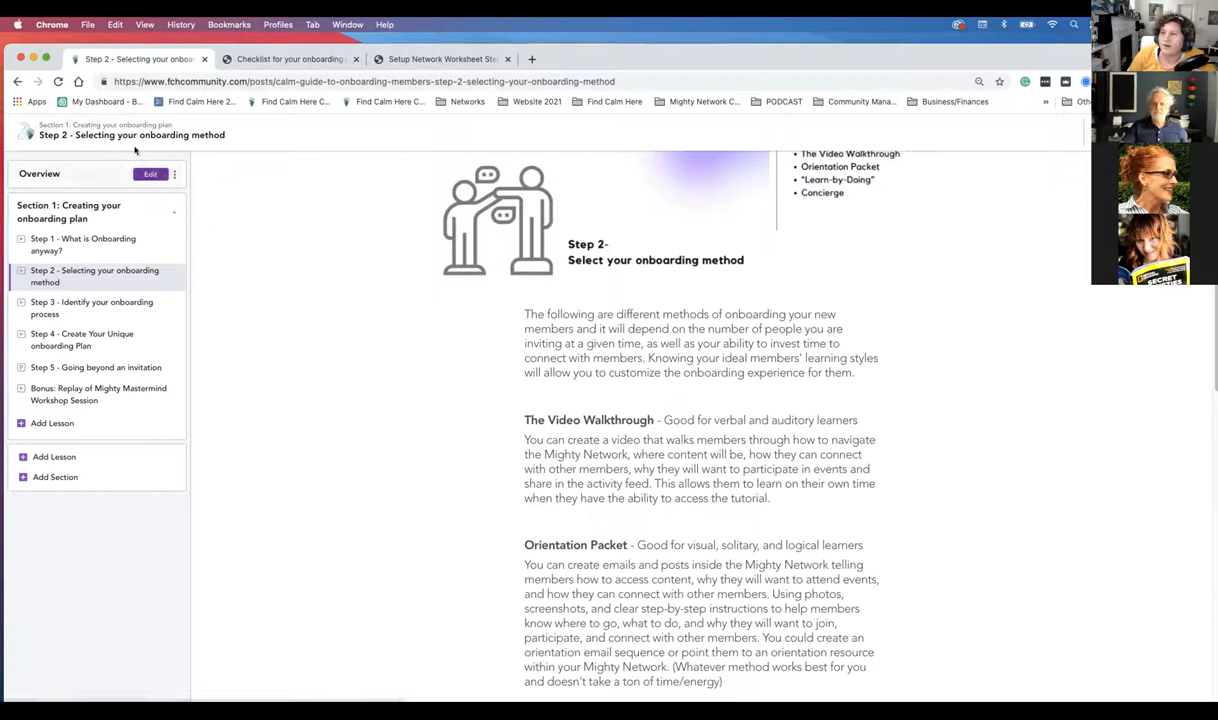 Chrome File Edit View History Bookmarks Profiles Tab Window Help
Step 2 - Selecting your onboa
Checklist for your onboarding
Setup Network Worksheet Ste
https://www.fchcommunity.com/posts/calm-guide-to-onboarding-members-step-2-selecting-your-onboarding-method
Apps
My Dashboard - B...
Find Calm Here 2...
Find Calm Here C...
Find Calm Here C...
Networks
Website 2021
Find Calm Here
Mighty Network C...
PODCAST
Community Mana...
Business/Finances
»
Section 1: Creating your onboarding plan
Step 2 - Selecting your onboarding method
Overview
Edit
Section 1: Creating your
onboarding plan
Step 1 - What is Onboarding
anyway?
Step 2 - Selecting your onboarding
method
Step 3 - Identify your onboarding
process
Step 4 - Create Your Unique
onboarding Plan
Step 5 - Going beyond an invitation
Bonus: Replay of Mighty Mastermind
Workshop Session
Add Lesson
Add Lesson
Add Section
• The Video Walkthrough
• Orientation Packet
• "Learn-by-Doing"
• Concierge
Step 2-
Select your onboarding method
The following are different methods of onboarding your new
members and it will depend on the number of people you are
inviting at a given time, as well as your ability to invest time to
connect with members. Knowing your ideal members' learning styles
will allow you to customize the onboarding experience for them.
The Video Walkthrough - Good for verbal and auditory learners
You can create a video that walks members through how to navigate
the Mighty Network, where content will be, how they can connect
with other members, why they will want to participate in events and
share in the activity feed. This allows them to learn on their own time
when they have the ability to access the tutorial.
Orientation Packet - Good for visual, solitary, and logical learners
You can create emails and posts inside the Mighty Network telling
members how to access content, why they will want to attend events,
and how they can connect with other members. Using photos,
screenshots, and clear step-by-step instructions to help members
know where to go, what to do, and why they will want to join,
participate, and connect with other members. You could create an
orientation email sequence or point them to an orientation resource
within your Mighty Network. (Whatever method works best for you
and doesn't take a ton of time/energy)
SECRET